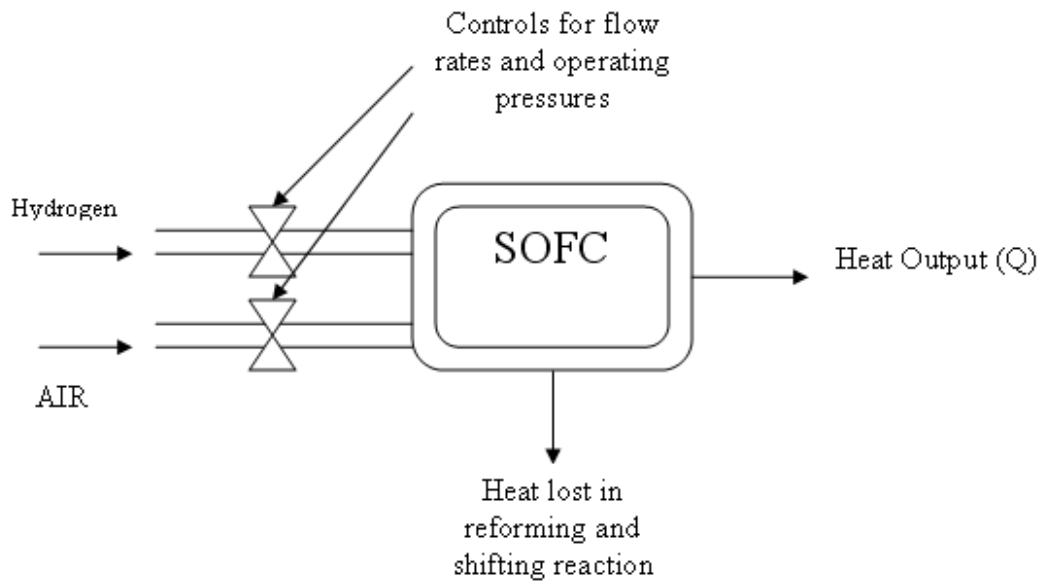 Controls for flow
rates and operating
pressures
Hydrogen
SOFC
Heat Output (Q)
AIR
Heat lost in
reforming and
shifting reaction